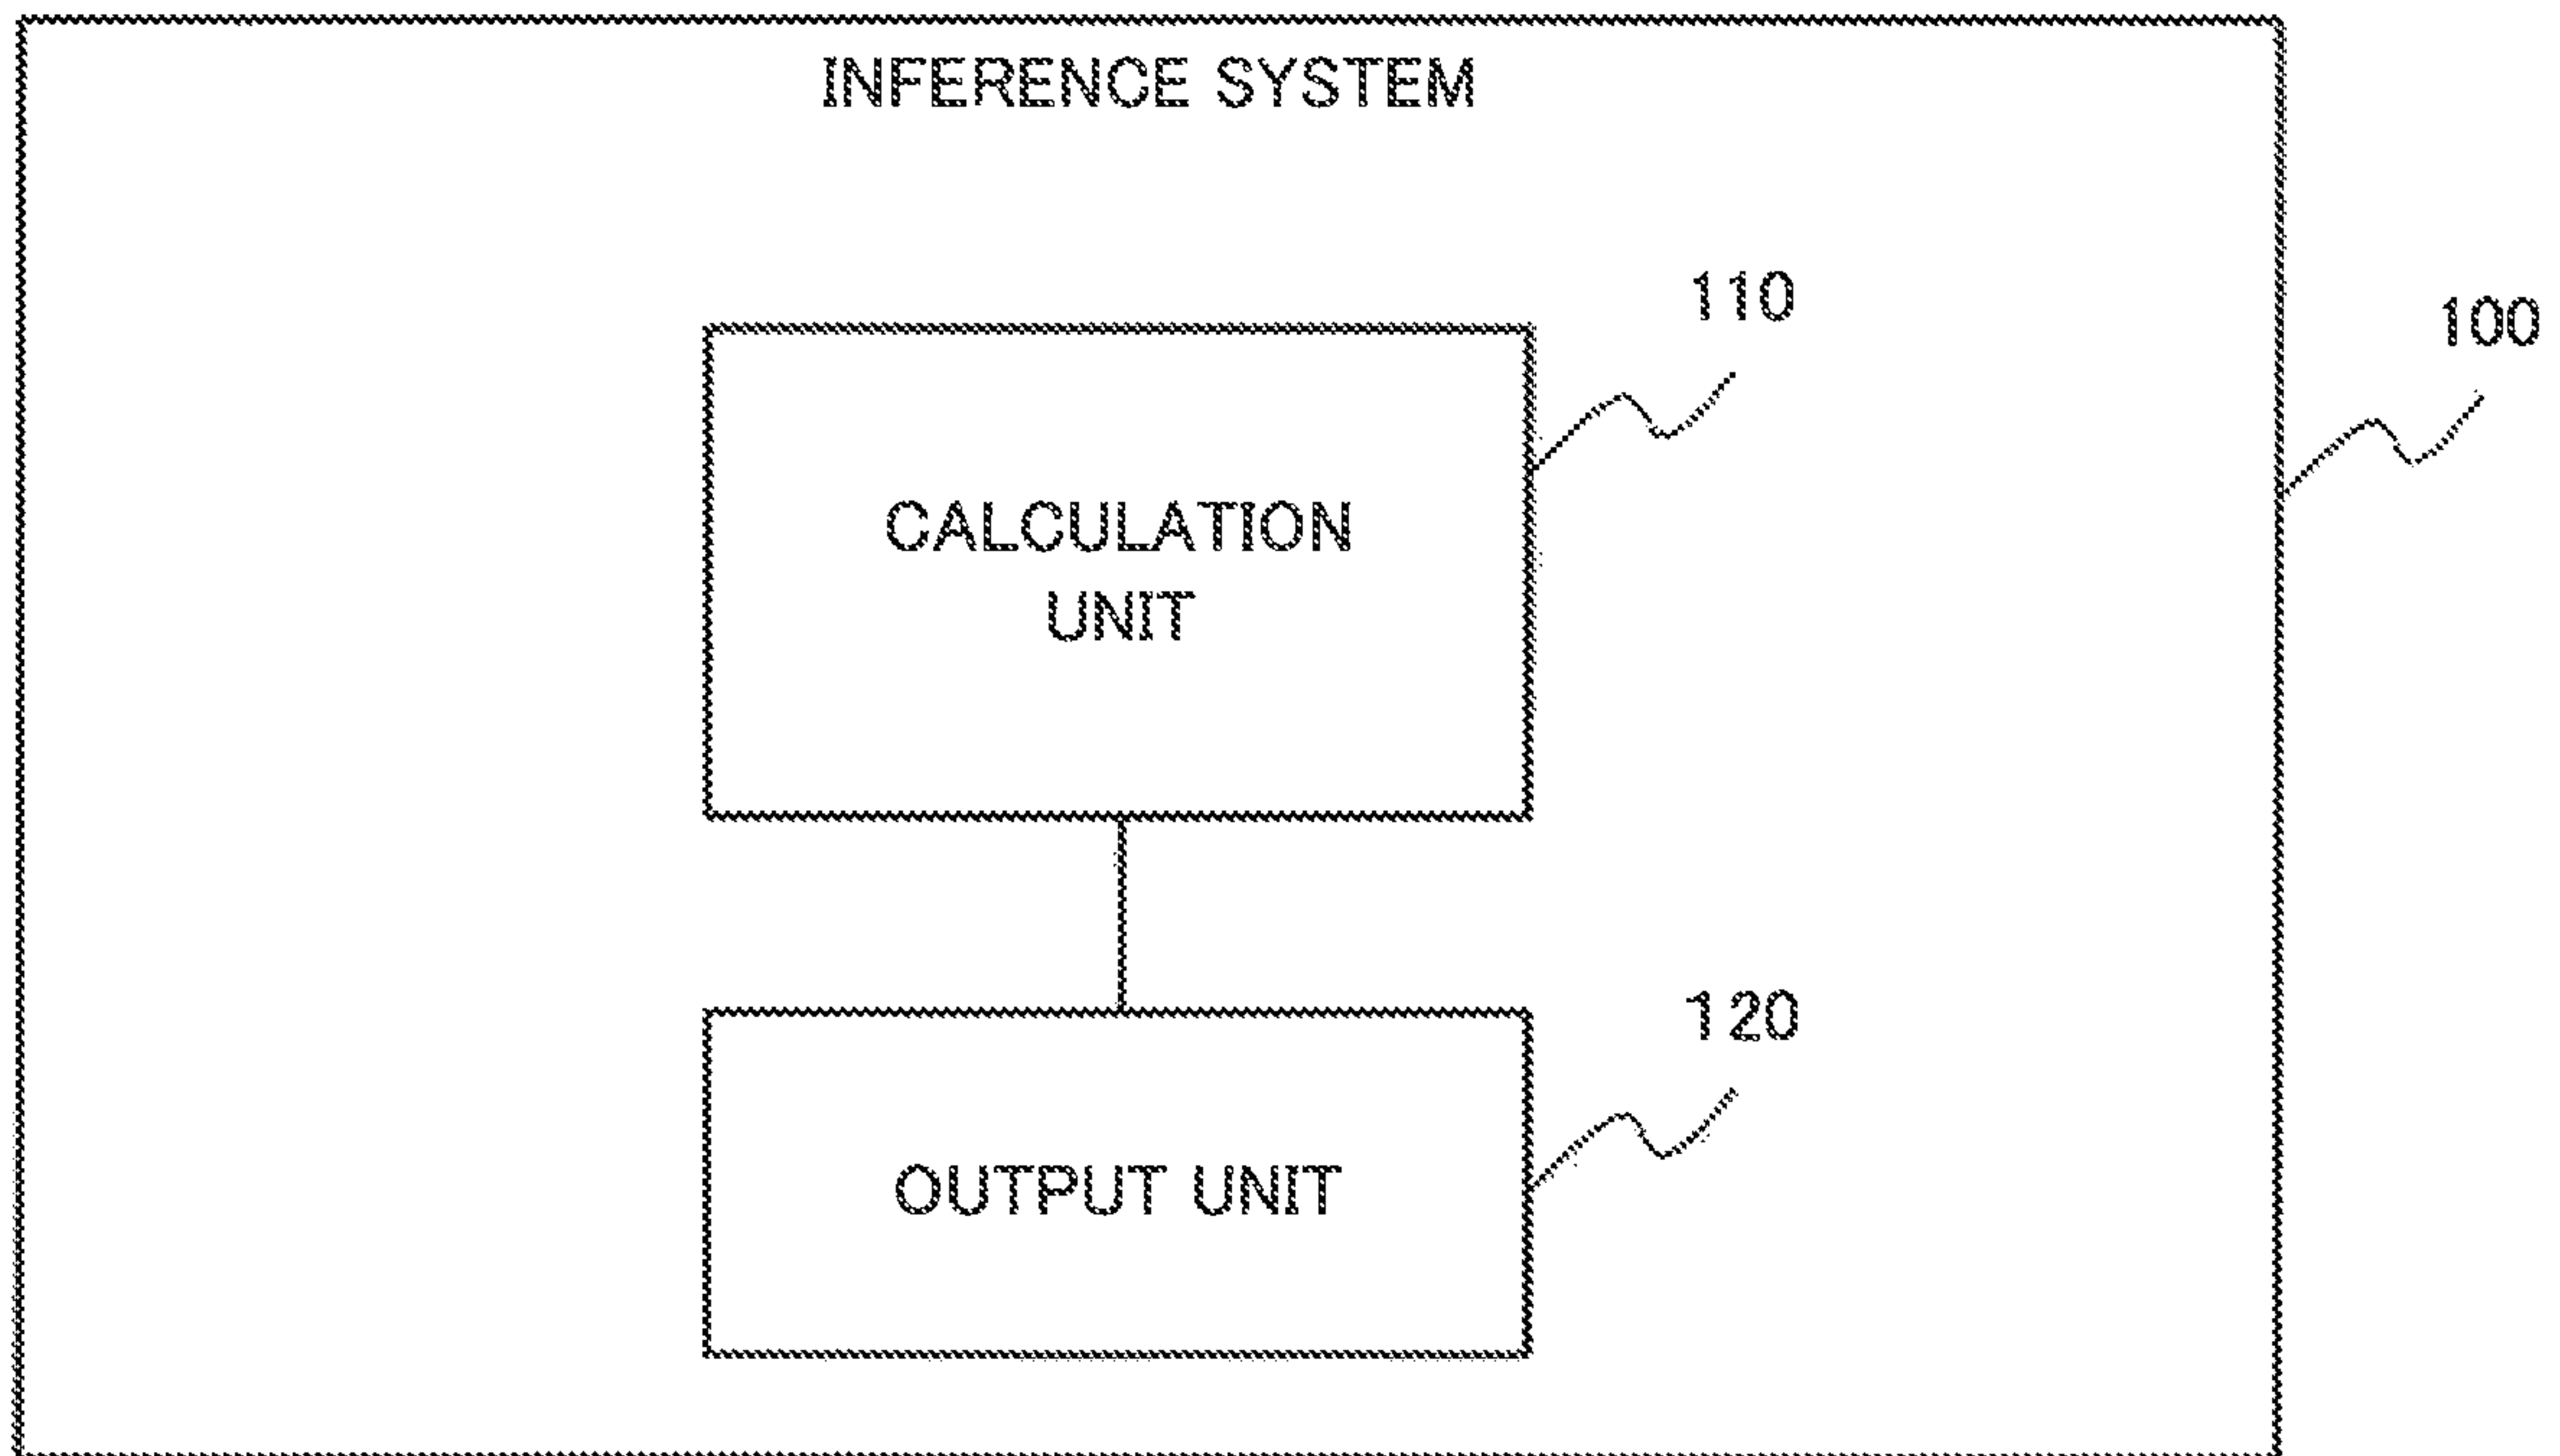 INFERENCE SYSTEM
110
100
CALCULATION
UNIT
120
OUTPUT UNIT